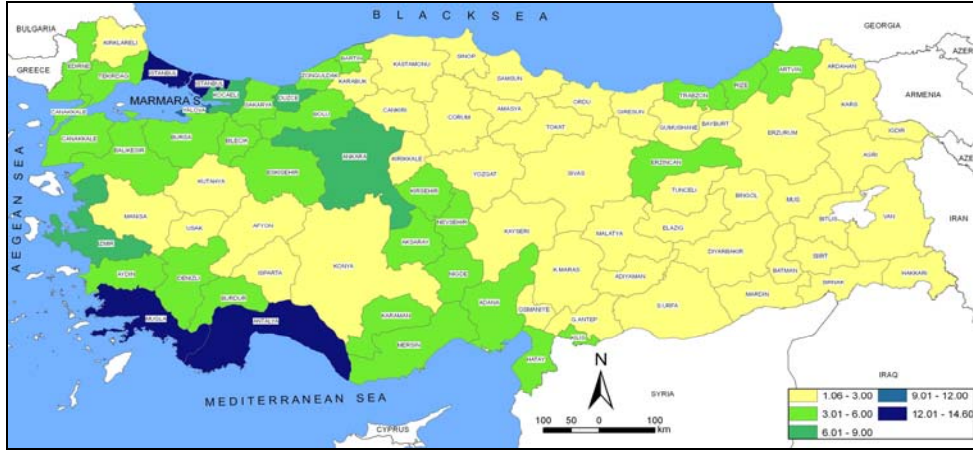 B L A C K S E A
BULGARIA
GEORGIA
KIRKLARELI
EDIRNE
TEKIRDAG
ISTANBUL
ISTANBUL
GREECE
KOCAELI
YALOVA
MARMARA S.
SAKARYA
DUZCE
ZONGULDAK
BARTIN
KARABUK
KASTAMONU
SINOP
SAMSUN
ORDU
GIRESUN
TRABZON
RIZE
ARTVIN
ARDAHAN
AZER
ARMENIA
CANAKKALE
CANAKKALE
BALIKESIR
BURSA
BILECIK
BOLU
CANKIRI
CORUM
AMASYA
TOKAT
GUMUSHANE
BAYBURT
ERZURUM
KARS
IGDIR
AZE
AGRI
ESKISEHIR
ANKARA
KIRIKKALE
YOZGAT
SIVAS
ERZINCAN
TUNCELI
BINGOL
MUS
BITLIS
VAN
IRAN
AEGEAN SEA
KUTAHYA
MANISA
USAK
AFYON
IZMIR
KIRSEHIR
NEVSEHIR
AKSARAY
KAYSERI
MALATYA
ELAZIG
DIYARBAKIR
BATMAN
SIIRT
SIRNAK
HAKKARI
AYDIN
DENIZLI
ISPARTA
BURDUR
KONYA
NIGDE
ADANA
K.MARAS
ADIYAMAN
S.URFA
MARDIN
MUGLA
ANTALYA
KARAMAN
MERSIN
OSMANIYE
G.ANTEP
KILIS
HATAY
MEDITERRANEAN SEA
CYPRUS
SYRIA
IRAQ
N
100 50 0 100
km
1.06 - 3.00
3.01 - 6.00
6.01 - 9.00
9.01 - 12.00
12.01 - 14.60